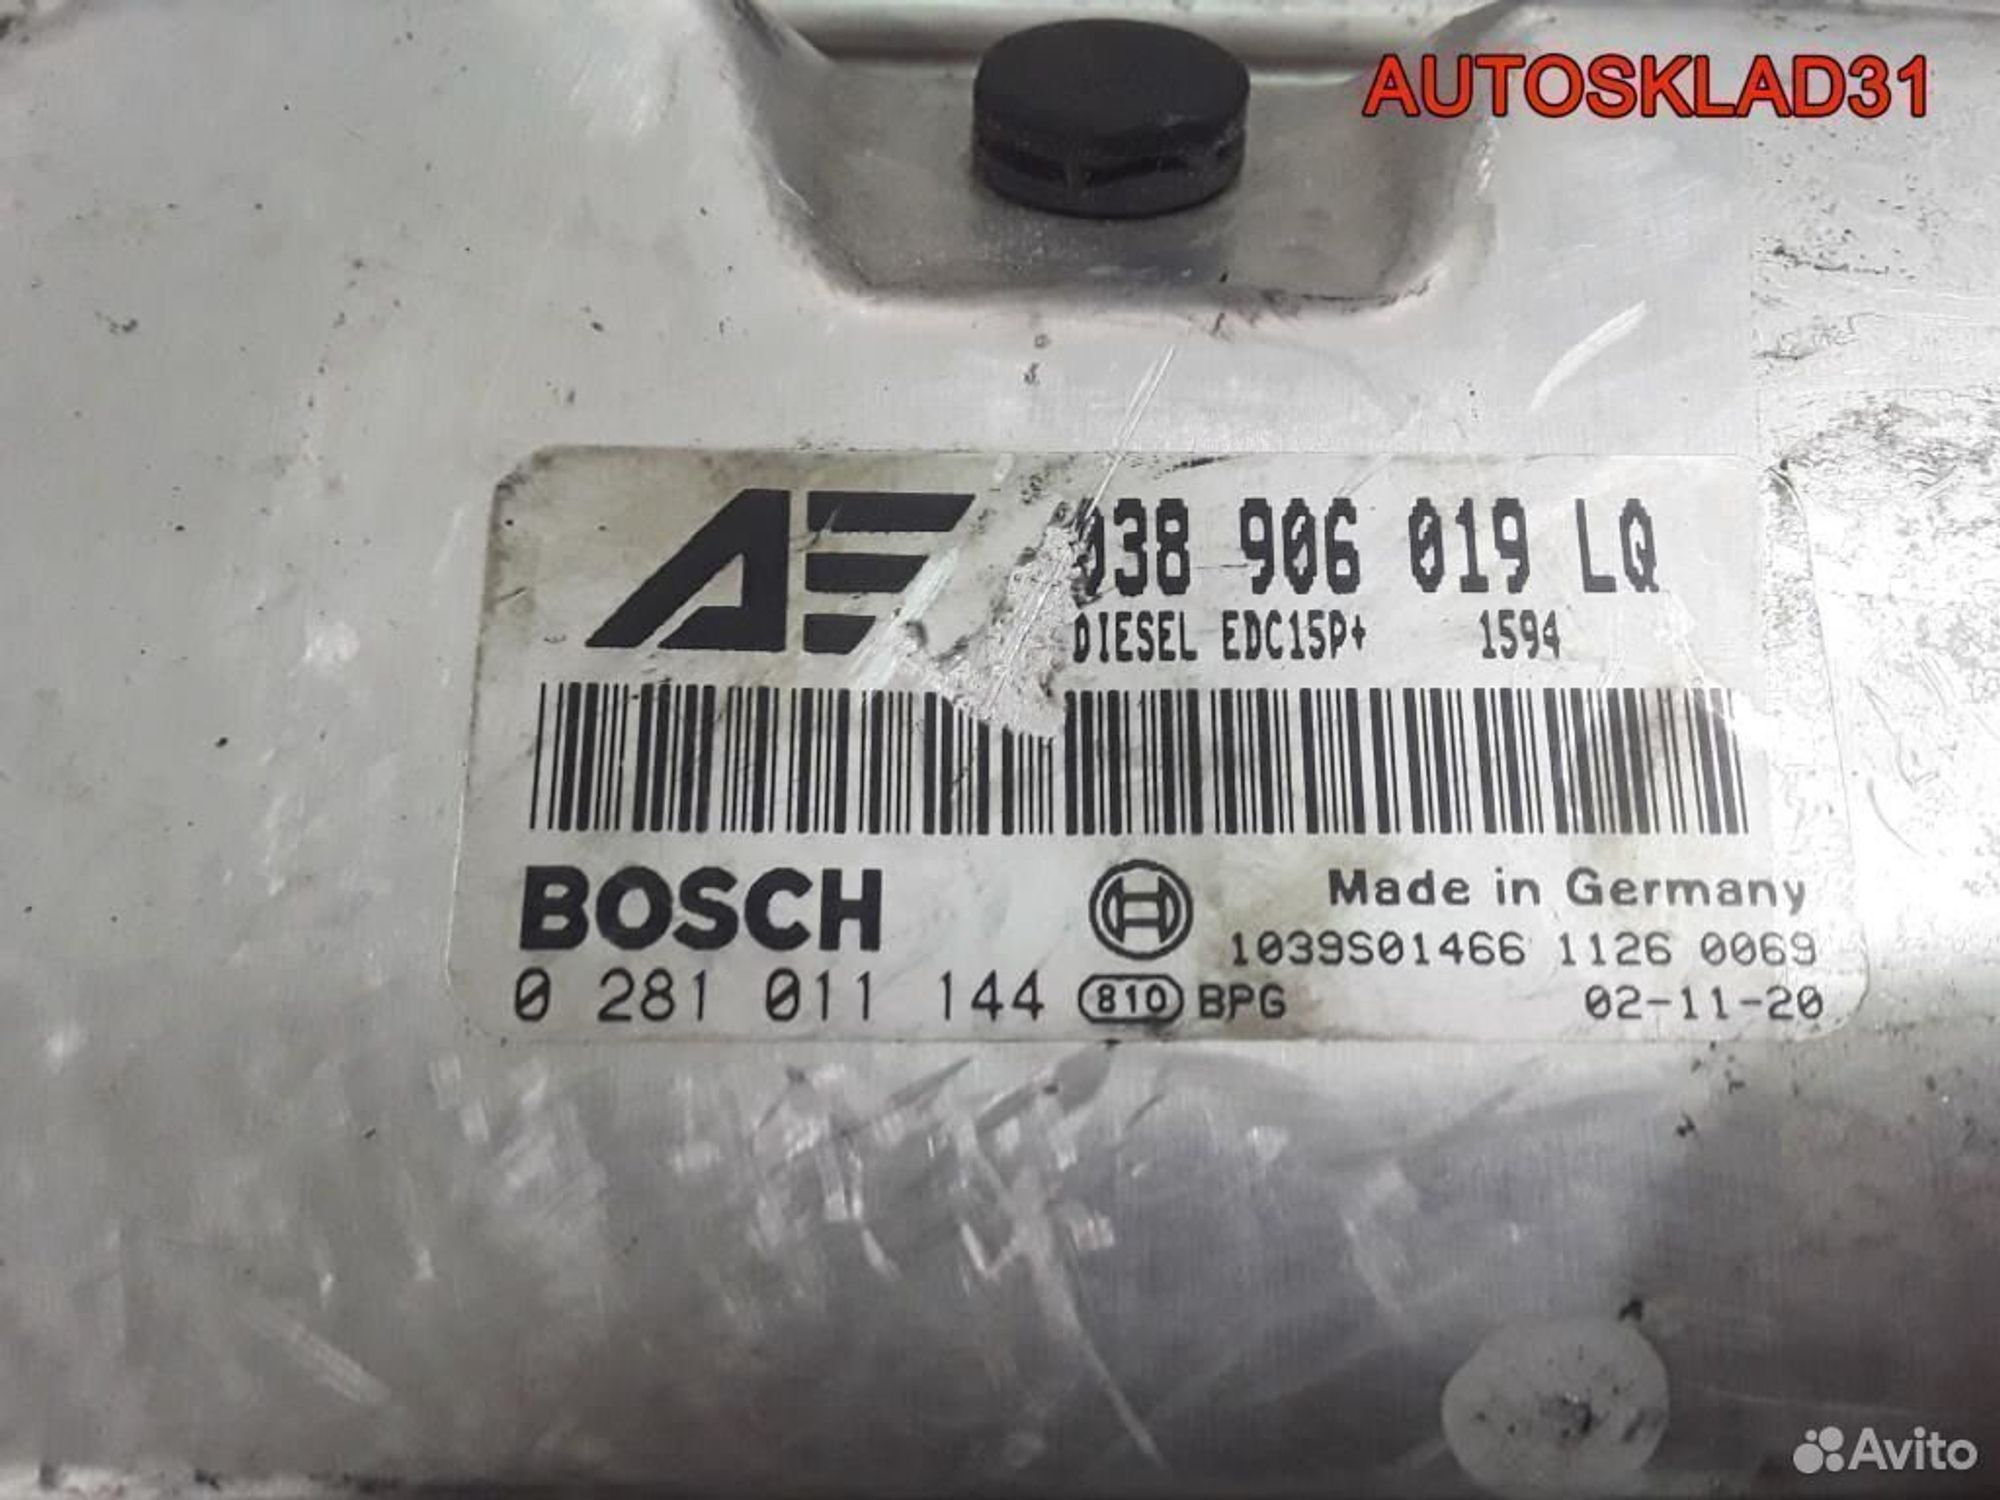 AUTOSKLAD31
AE
038 906 019 LQ
DIESEL EDC15P+ 1594
BOSCH
Made in Germany
1039S01466 1126 0069
0 281 011 144 810 BPG 02-11-20
Avito